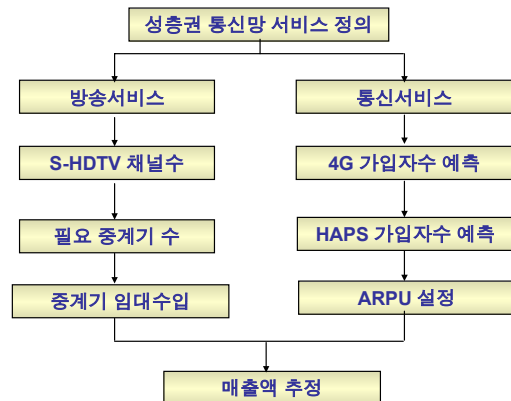 성층권 통신망 서비스 정의
방송서비스
통신서비스
S-HDTV 채널수
4G 가입자수 예측
필요 중계기 수
HAPS 가입자수 예측
중계기 임대수입
ARPU 설정
매출액 추정